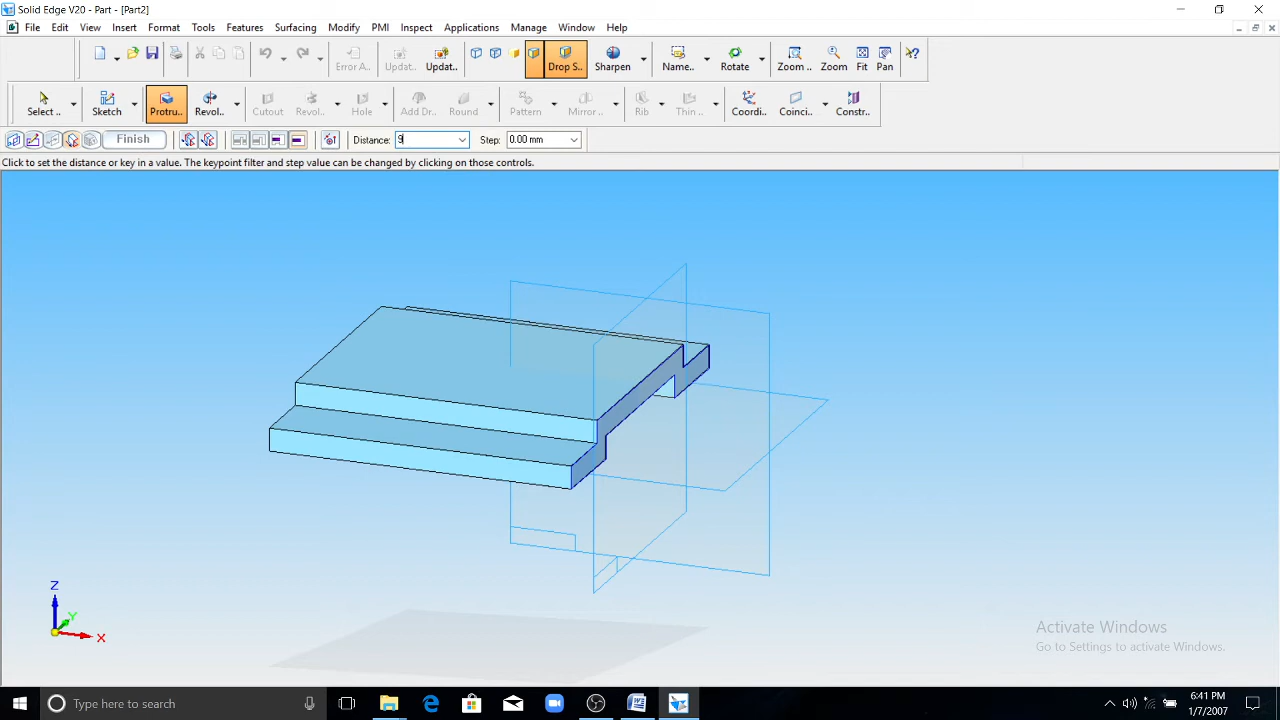 Solid Edge V20 - Part - [Part2]
File Edit View Insert Format Tools Features Surfacing Modify PMI Inspect Applications Manage Window Help
Error A.. Updat.. Updat.. Drop S.. Sharpen Name.. Rotate Zoom .. Zoom Fit Pan
Select .. Sketch Protru.. Revol.. Cutout Revol.. Hole Add Dr.. Round Pattern Mirror .. Rib Thin .. Coordi.. Coinci.. Constr..
Finish Distance: 9 Step: 0.00 mm
Click to set the distance or key in a value. The keypoint filter and step value can be changed by clicking on those controls.
Z
Y
X
Activate Windows
Go to Settings to activate Windows.
Type here to search
6:41 PM
1/7/2007